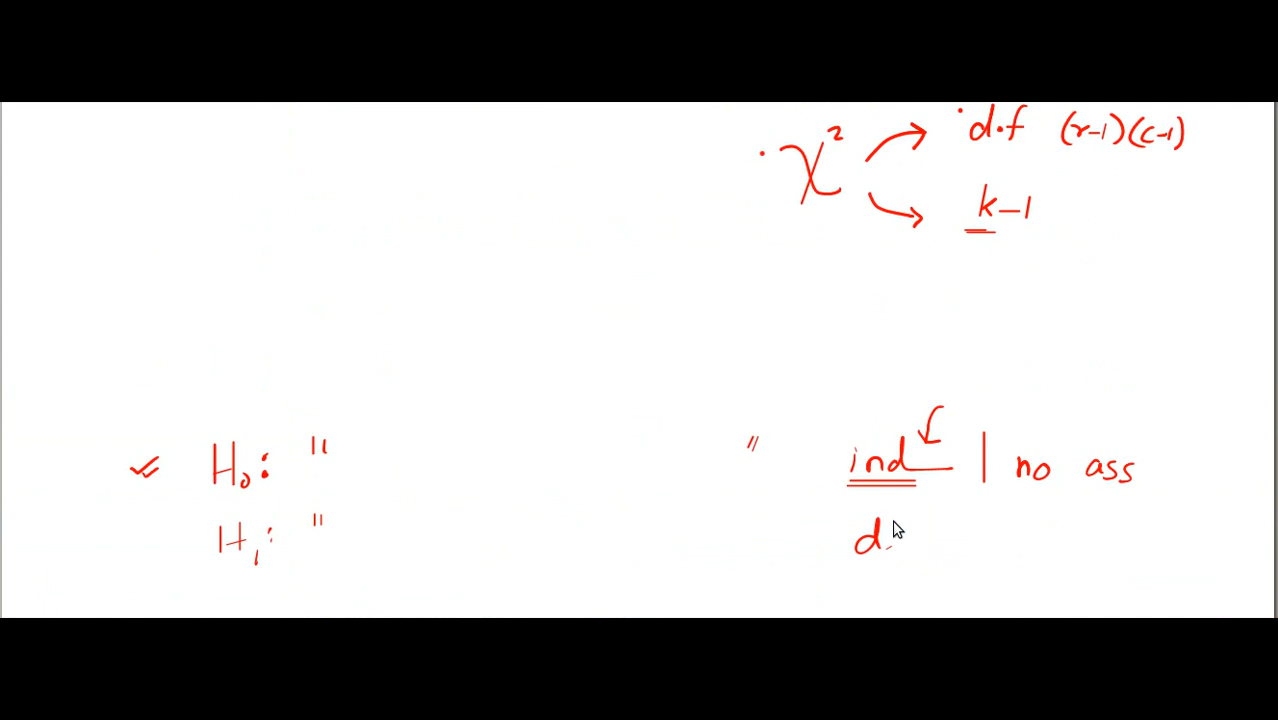 χ² d.f (r-1)(c-1)
k-1
H₀: " " ind | no ass
H₁: " d